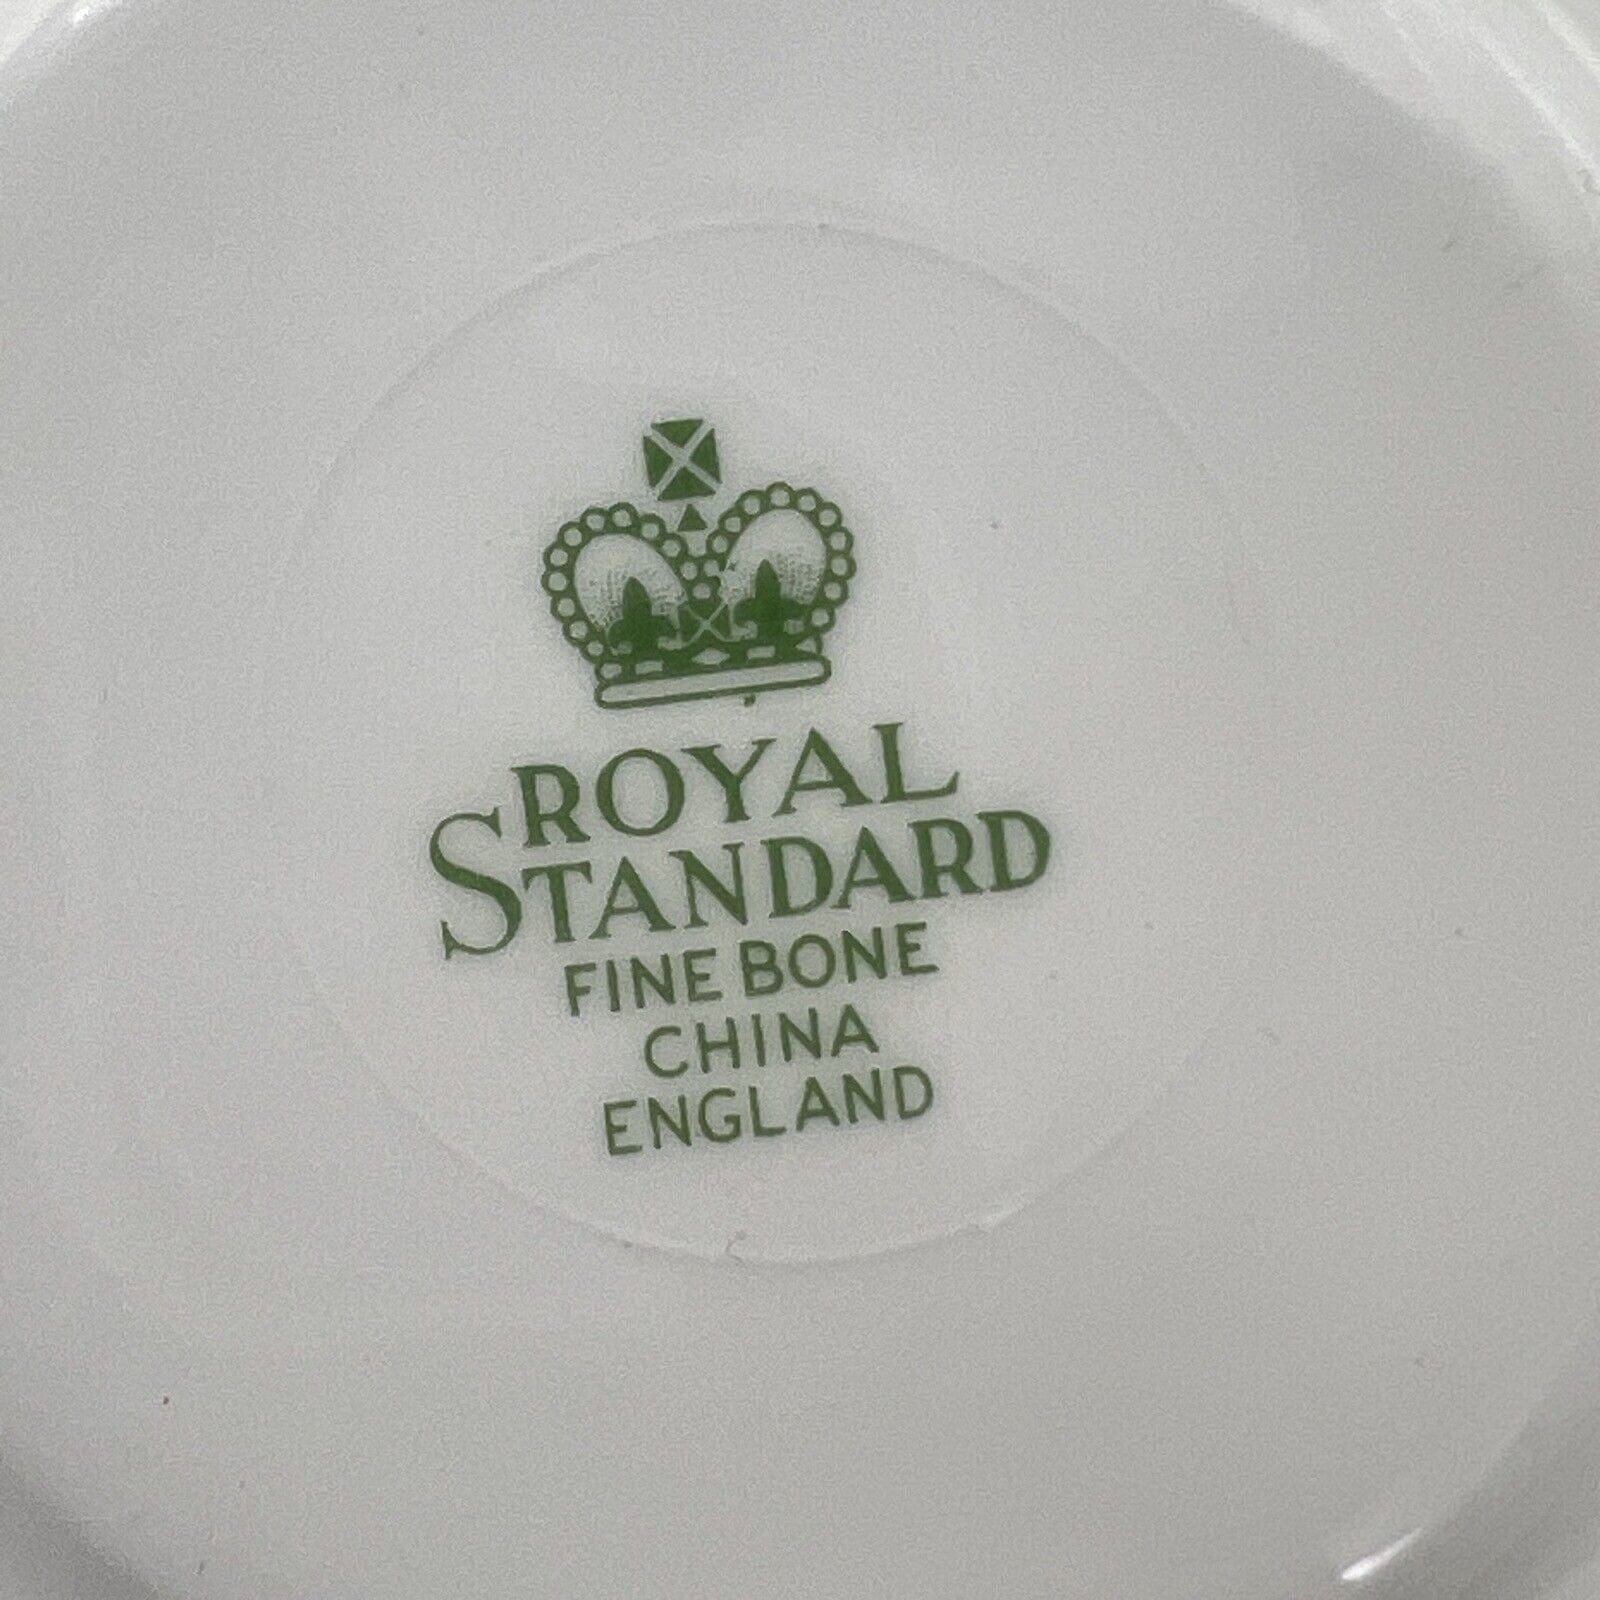 ROYAL
STANDARD
FINE BONE
CHINA
ENGLAND